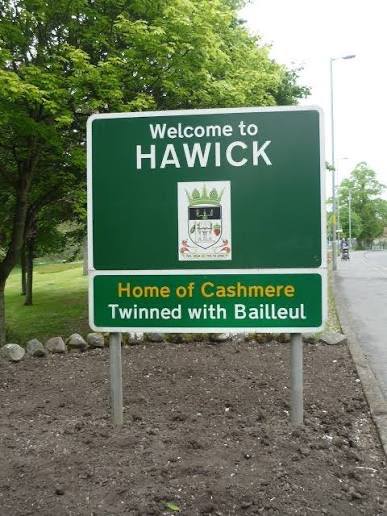 Welcome to
HAWICK
Home of Cashmere
Twinned with Bailleul